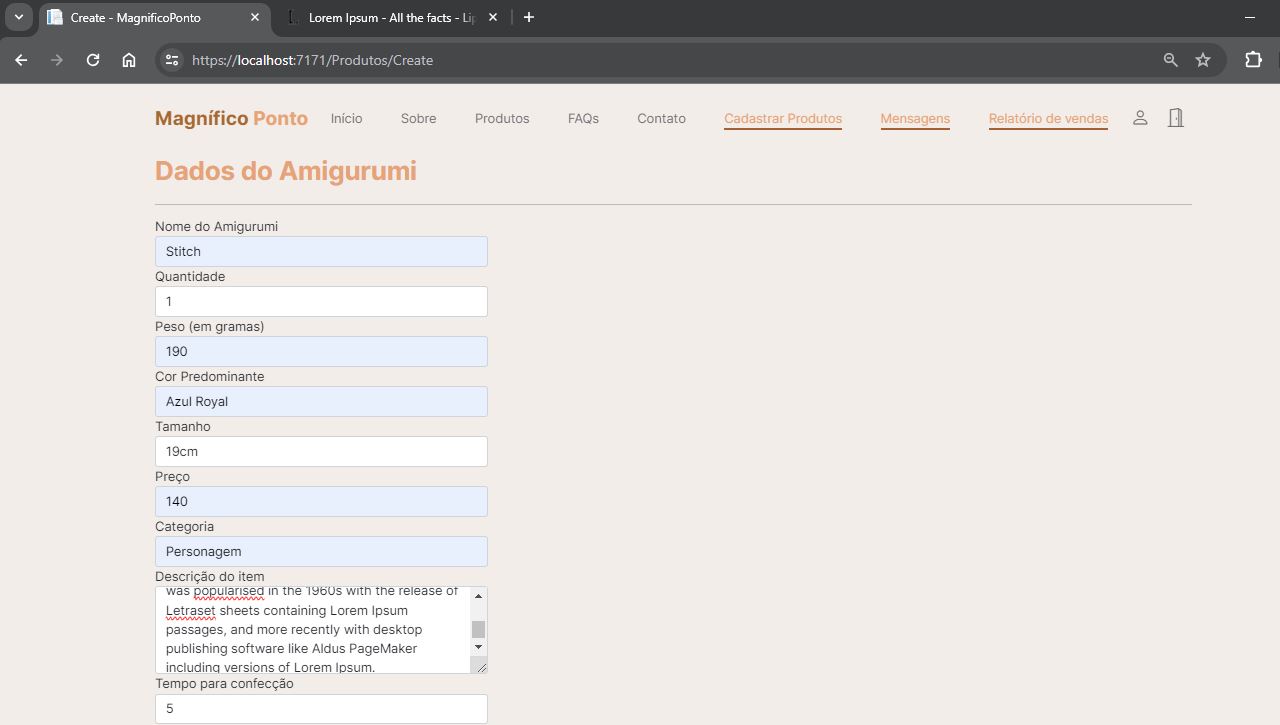 Create - MagnificoPonto
Lorem Ipsum - All the facts - Lip
https://localhost:7171/Produtos/Create
Magnífico Ponto Início Sobre Produtos FAQs Contato Cadastrar Produtos Mensagens Relatório de vendas
Dados do Amigurumi
Nome do Amigurumi
Stitch
Quantidade
1
Peso (em gramas)
190
Cor Predominante
Azul Royal
Tamanho
19cm
Preço
140
Categoria
Personagem
Descrição do item
was popularised in the 1960s with the release of
Letraset sheets containing Lorem Ipsum
passages, and more recently with desktop
publishing software like Aldus PageMaker
including versions of Lorem Ipsum.
Tempo para confecção
5